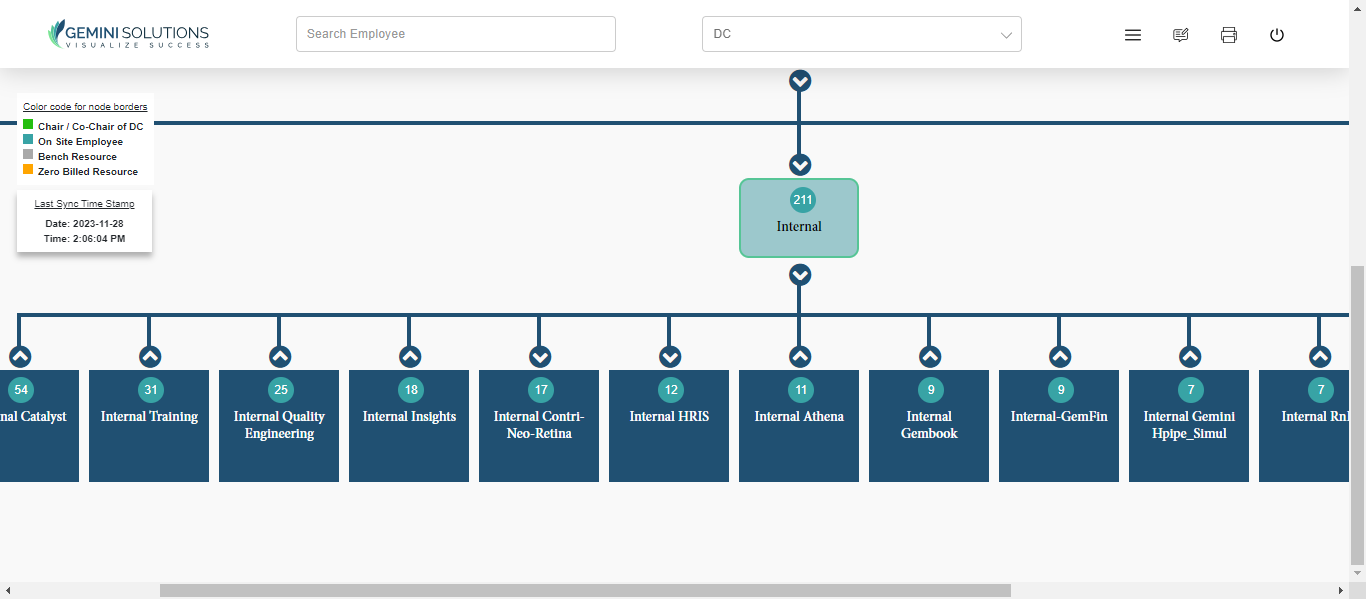 GEMINI SOLUTIONS
VISUALIZE SUCCESS
Search Employee
DC
Color code for node borders
Chair / Co-Chair of DC
On Site Employee
Bench Resource
Zero Billed Resource
Last Sync Time Stamp
Date: 2023-11-28
Time: 2:06:04 PM
211
Internal
54
nal Catalyst
31
Internal Training
25
Internal Quality
Engineering
18
Internal Insights
17
Internal Contri-
Neo-Retina
12
Internal HRIS
11
Internal Athena
9
Internal
Gembook
9
Internal-GemFin
7
Internal Gemini
Hpipe_Simul
7
Internal